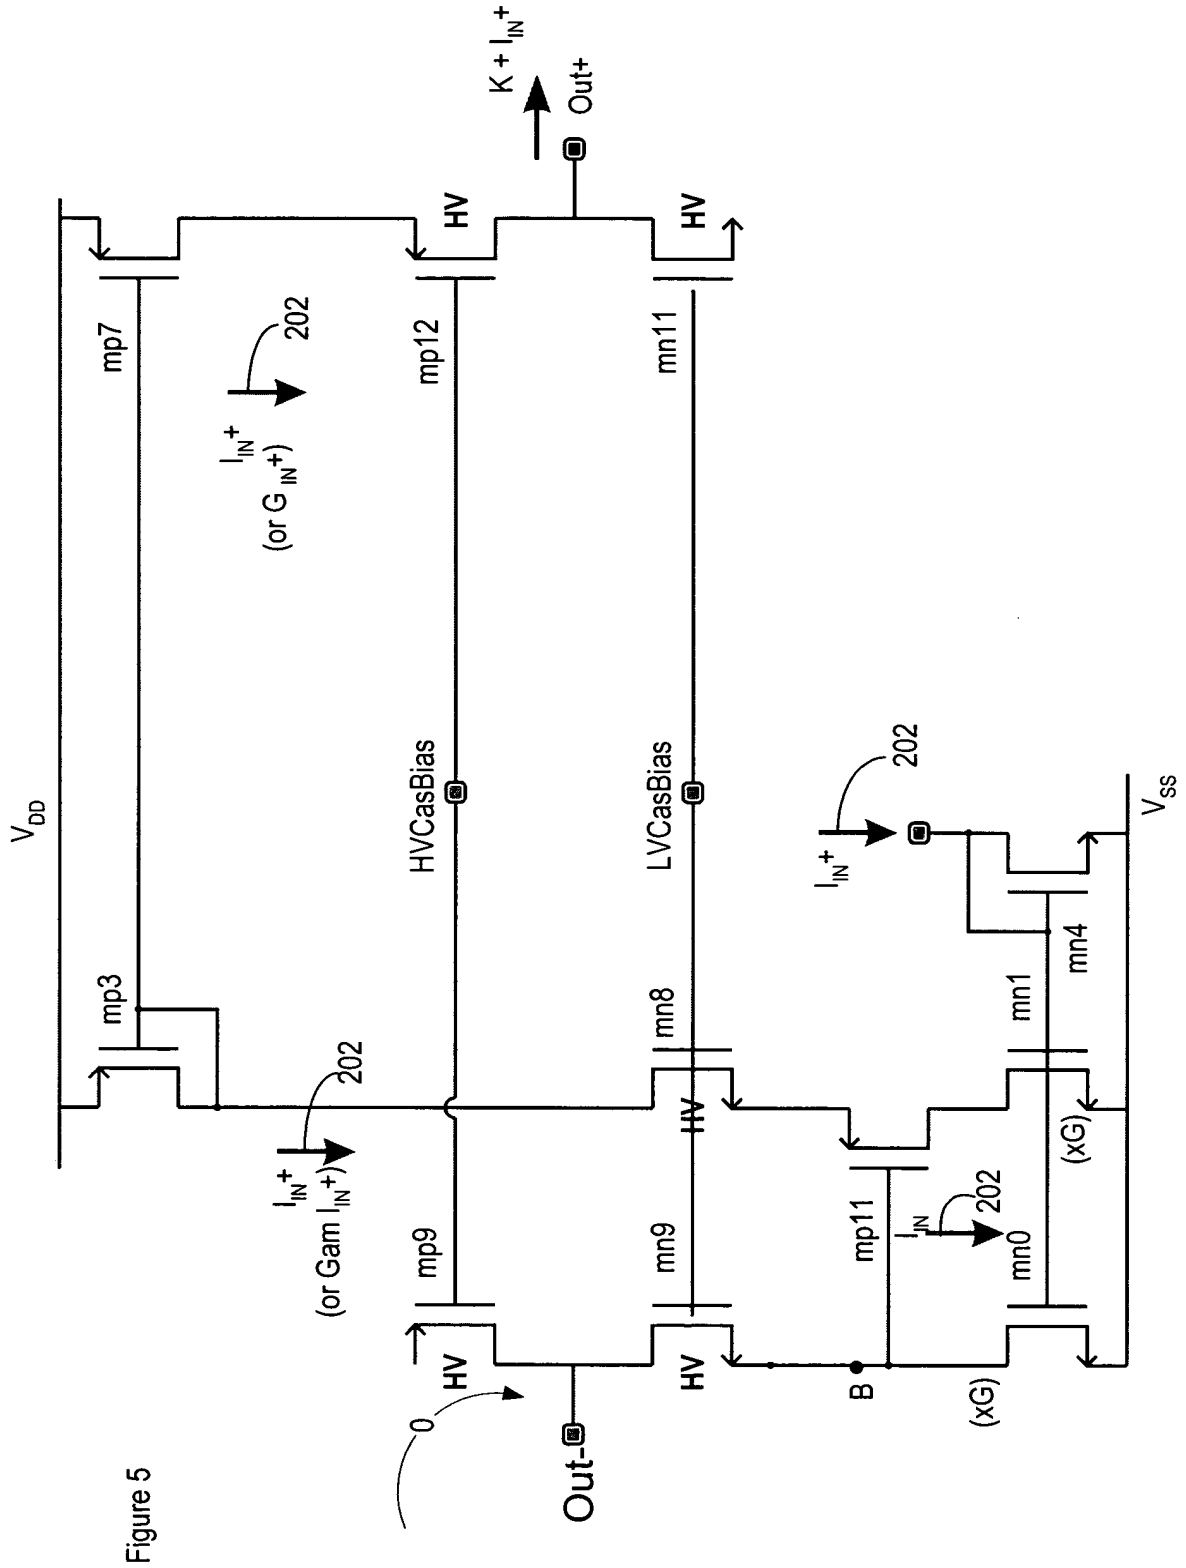 Figure 5
V_DD
mp3
mp7
202
I_IN+
(or Gam I_IN+)
202
I_IN+
(or G _IN+)
mp9
HV
HVCasBias
mp12
HV
K + I_IN+
0
Out-
Out+
mn9
HV
mn8
HV
LVCasBias
mn11
HV
B
mp11
I_IN
202
I_IN+
202
(xG)
mn0
(xG)
mn1
mn4
V_SS